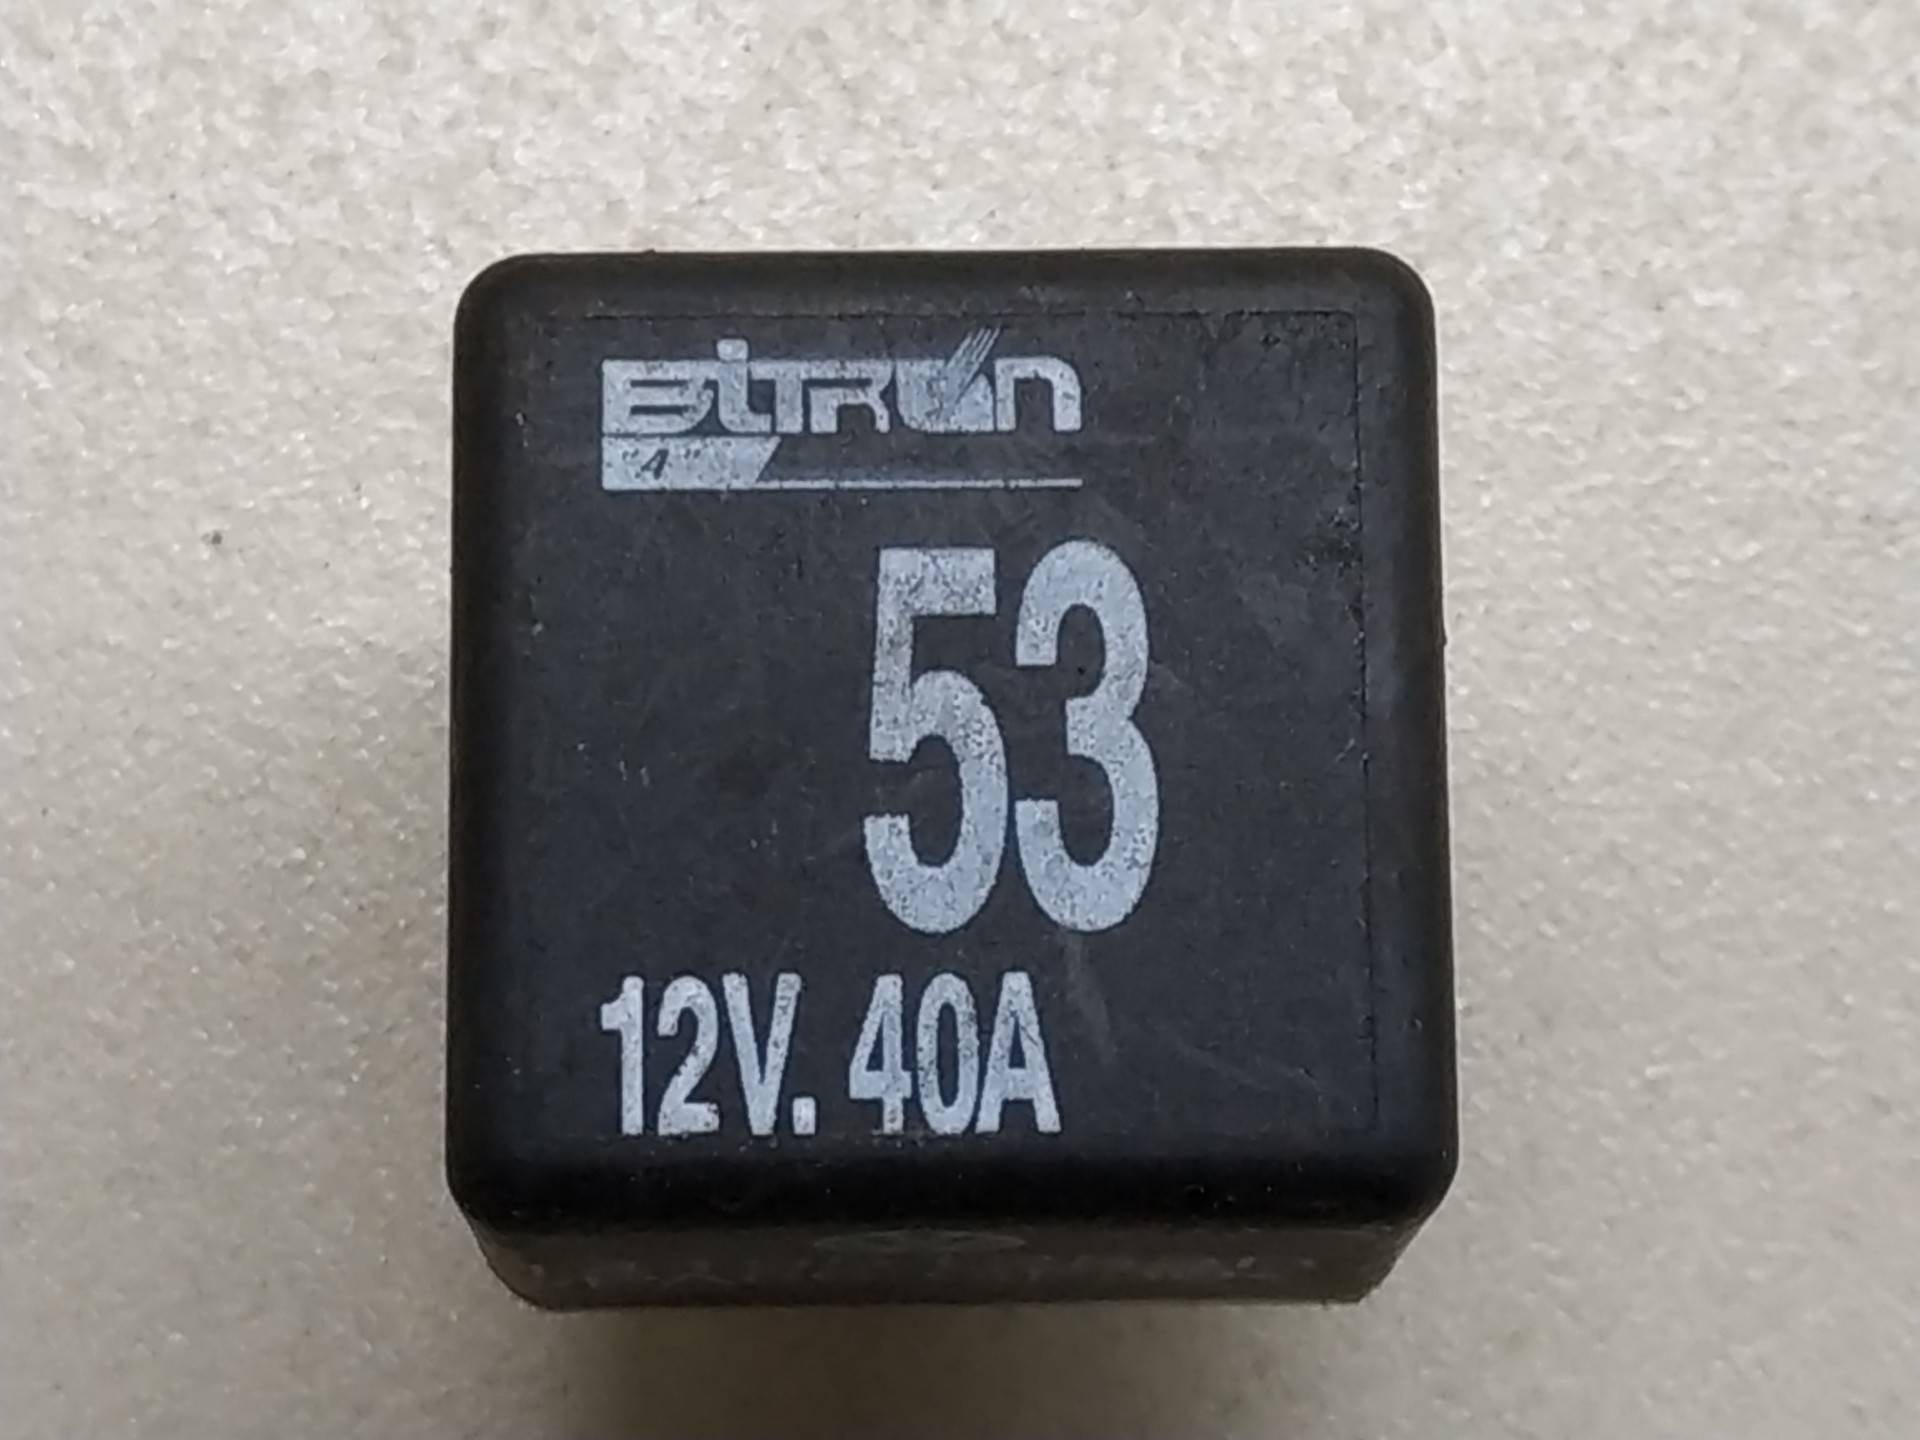 BiTRON
"A"
53
12V. 40A